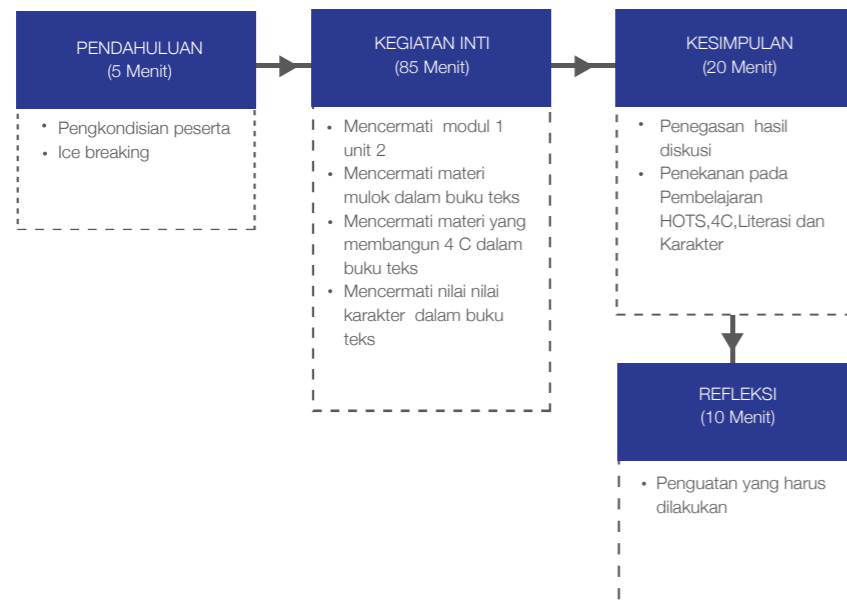 PENDAHULUAN
(5 Menit)
• Pengkondisian peserta
• Ice breaking
KEGIATAN INTI
(85 Menit)
• Mencermati modul 1
unit 2
• Mencermati materi
mulok dalam buku teks
• Mencermati materi yang
membangun 4 C dalam
buku teks
• Mencermati nilai nilai
karakter dalam buku
teks
KESIMPULAN
(20 Menit)
• Penegasan hasil
diskusi
• Penekanan pada
Pembelajaran
HOTS,4C,Literasi dan
Karakter
REFLEKSI
(10 Menit)
• Penguatan yang harus
dilakukan